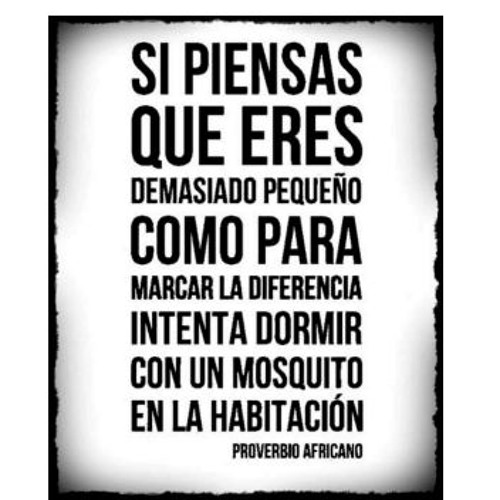 SI PIENSAS
QUE ERES
DEMASIADO PEQUEÑO
COMO PARA
MARCAR LA DIFERENCIA
INTENTA DORMIR
CON UN MOSQUITO
EN LA HABITACIÓN
PROVERBIO AFRICANO